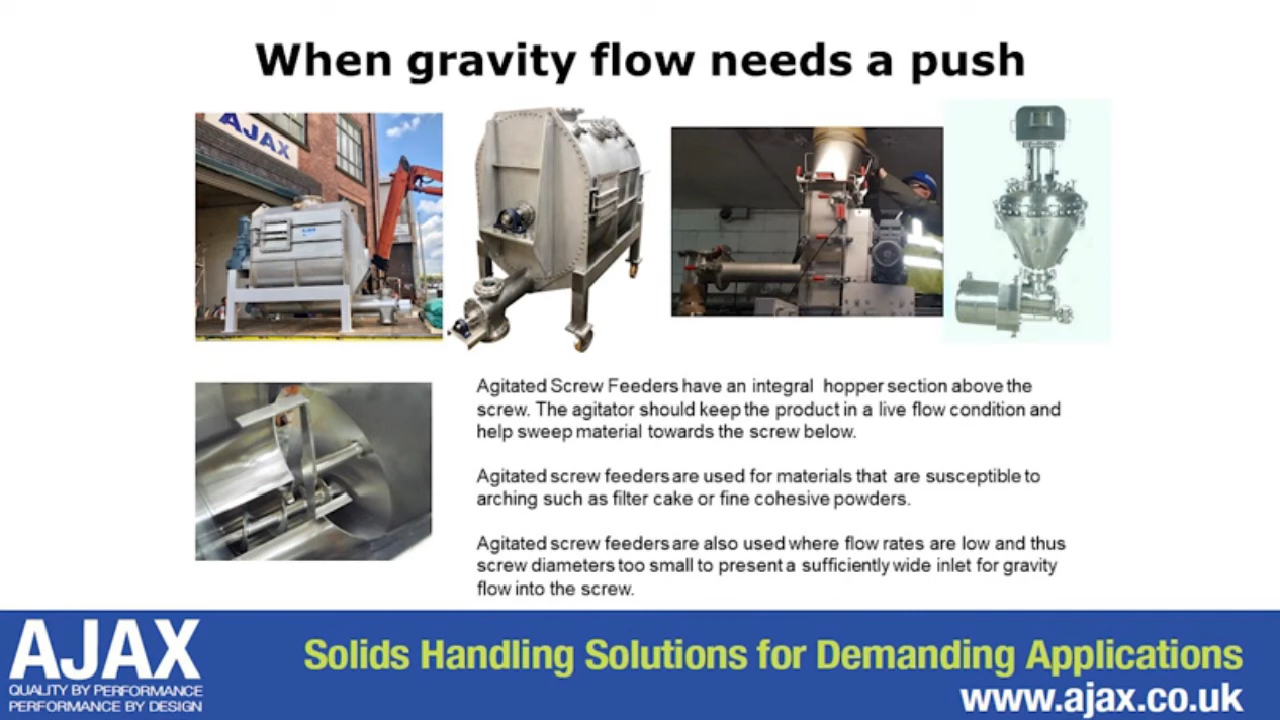 When gravity flow needs a push
AJAX
AJAX
Agitated Screw Feeders have an integral hopper section above the
screw. The agitator should keep the product in a live flow condition and
help sweep material towards the screw below.
Agitated screw feeders are used for materials that are susceptible to
arching such as filter cake or fine cohesive powders.
Agitated screw feeders are also used where flow rates are low and thus
screw diameters too small to present a sufficiently wide inlet for gravity
flow into the screw.
AJAX
QUALITY BY PERFORMANCE
PERFORMANCE BY DESIGN
Solids Handling Solutions for Demanding Applications
www.ajax.co.uk